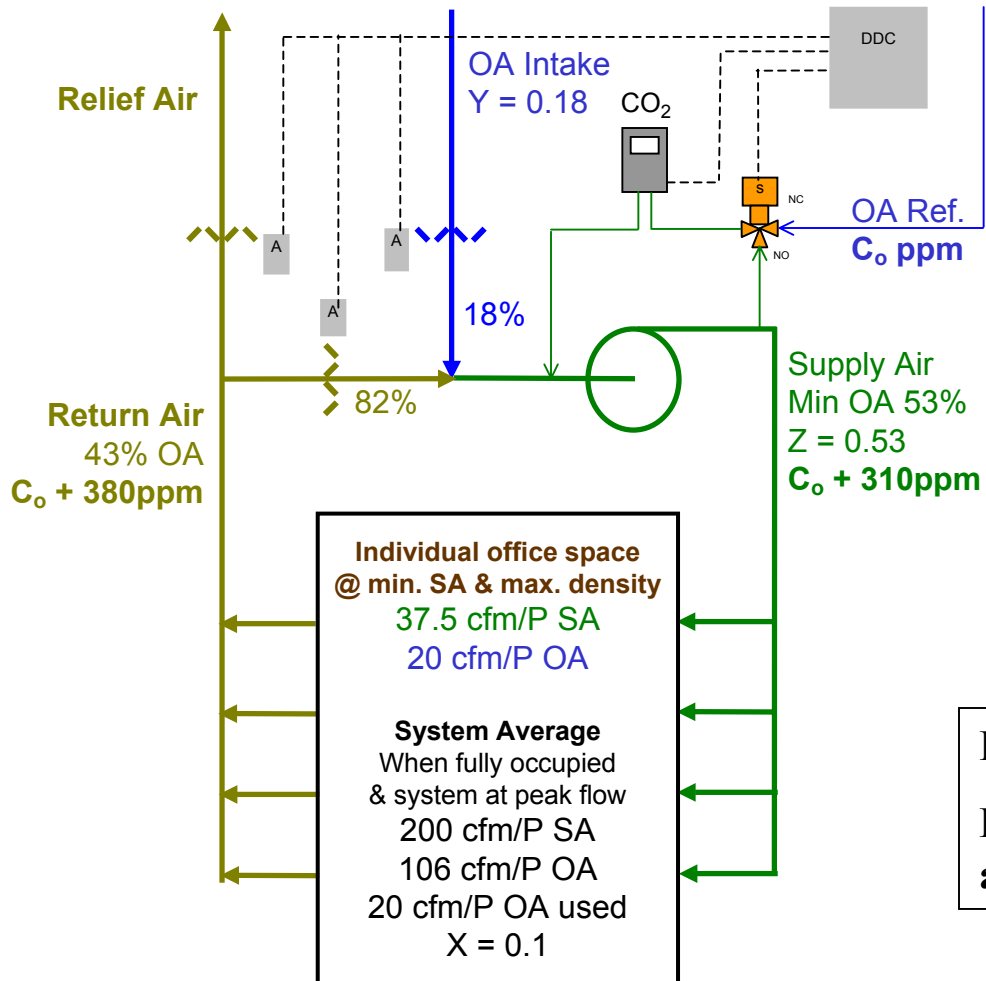 DDC
OA Intake
Y = 0.18
Relief Air
CO₂
S
NC
OA Ref.
Cₒ ppm
NO
A
A
A
18%
82%
Return Air
43% OA
Cₒ + 380ppm
Supply Air
Min OA 53%
Z = 0.53
Cₒ + 310ppm
Individual office space
@ min. SA & max. density
37.5 cfm/P SA
20 cfm/P OA
System Average
When fully occupied
& system at peak flow
200 cfm/P SA
106 cfm/P OA
20 cfm/P OA used
X = 0.1